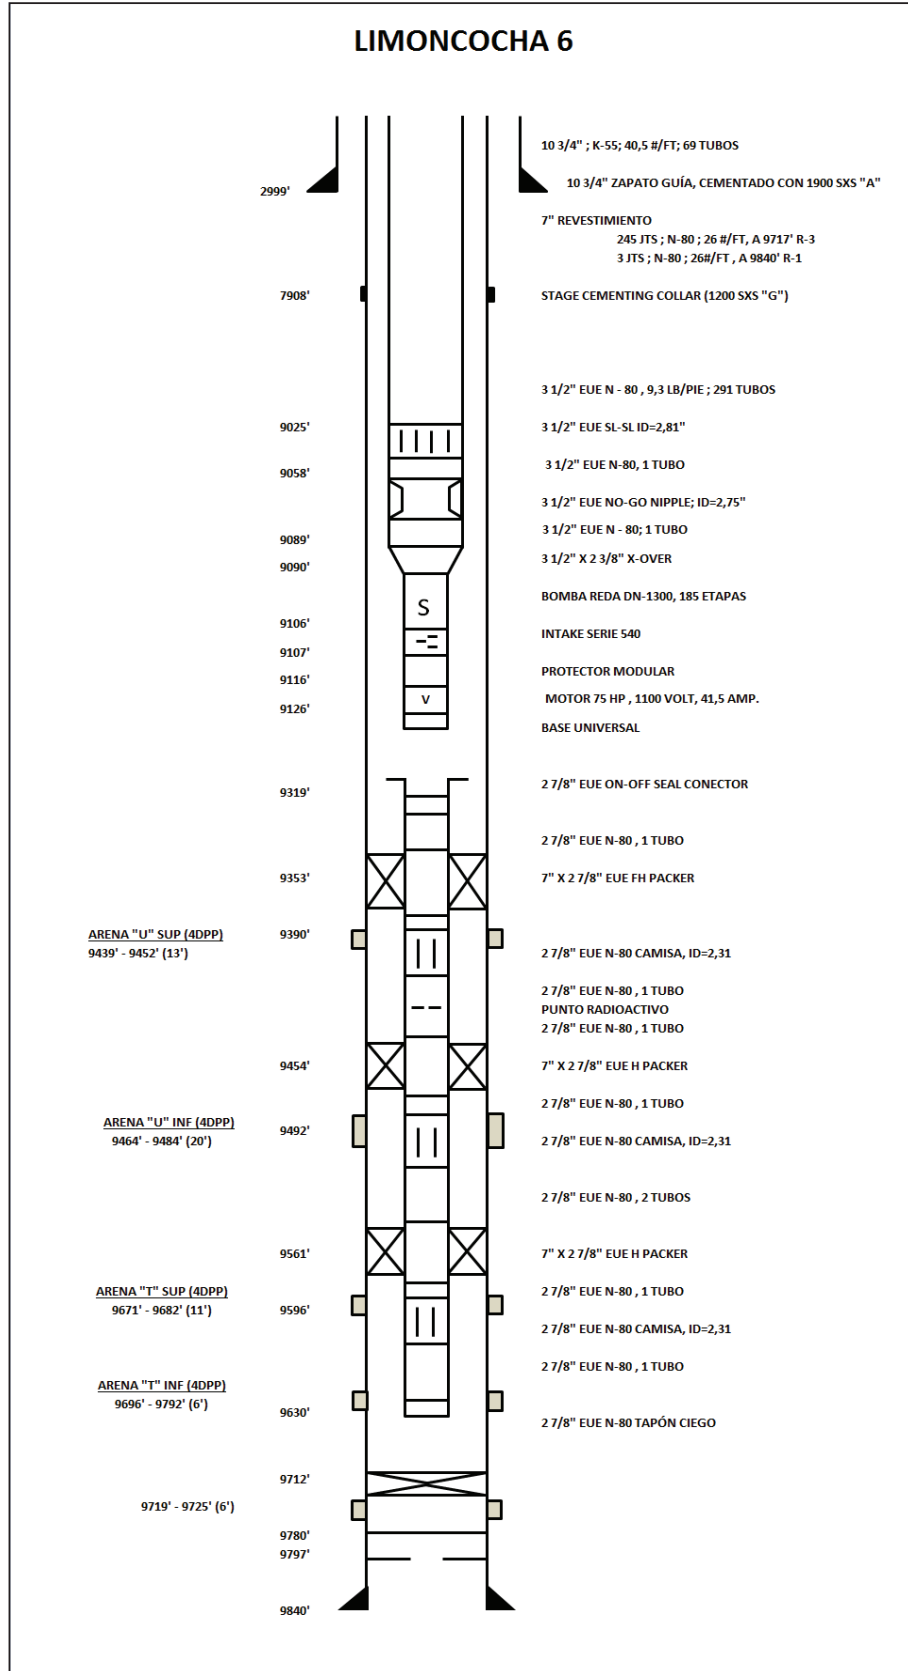 LIMONCOCHA 6
10 3/4" ; K-55; 40,5 #/FT; 69 TUBOS
2999'
10 3/4" ZAPATO GUÍA, CEMENTADO CON 1900 SXS "A"
7" REVESTIMIENTO
245 JTS ; N-80 ; 26 #/FT, A 9717' R-3
3 JTS ; N-80 ; 26#/FT , A 9840' R-1
7908'
STAGE CEMENTING COLLAR (1200 SXS "G")
3 1/2" EUE N - 80 , 9,3 LB/PIE ; 291 TUBOS
9025'
3 1/2" EUE SL-SL ID=2,81"
9058'
3 1/2" EUE N-80, 1 TUBO
3 1/2" EUE NO-GO NIPPLE; ID=2,75"
3 1/2" EUE N - 80; 1 TUBO
9089'
9090'
3 1/2" X 2 3/8" X-OVER
BOMBA REDA DN-1300, 185 ETAPAS
S
9106'
INTAKE SERIE 540
9107'
PROTECTOR MODULAR
9116'
V
MOTOR 75 HP , 1100 VOLT, 41,5 AMP.
9126'
BASE UNIVERSAL
9319'
2 7/8" EUE ON-OFF SEAL CONECTOR
2 7/8" EUE N-80 , 1 TUBO
9353'
7" X 2 7/8" EUE FH PACKER
ARENA "U" SUP (4DPP)
9439' - 9452' (13')
9390'
2 7/8" EUE N-80 CAMISA, ID=2,31
2 7/8" EUE N-80 , 1 TUBO
PUNTO RADIOACTIVO
2 7/8" EUE N-80 , 1 TUBO
9454'
7" X 2 7/8" EUE H PACKER
2 7/8" EUE N-80 , 1 TUBO
ARENA "U" INF (4DPP)
9464' - 9484' (20')
9492'
2 7/8" EUE N-80 CAMISA, ID=2,31
2 7/8" EUE N-80 , 2 TUBOS
9561'
7" X 2 7/8" EUE H PACKER
ARENA "T" SUP (4DPP)
9671' - 9682' (11')
2 7/8" EUE N-80 , 1 TUBO
9596'
2 7/8" EUE N-80 CAMISA, ID=2,31
2 7/8" EUE N-80 , 1 TUBO
ARENA "T" INF (4DPP)
9696' - 9792' (6')
9630'
2 7/8" EUE N-80 TAPÓN CIEGO
9712'
9719' - 9725' (6')
9780'
9797'
9840'